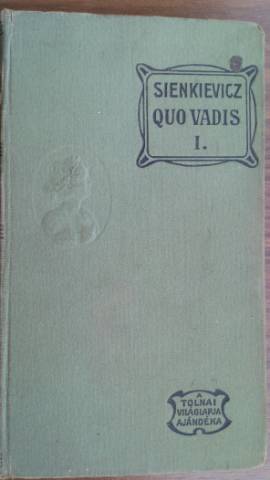 SIENKIEVICZ
QUO VADIS
I.
A
TOLNAI
VILÁGLAPJA
AJÁNDÉKA